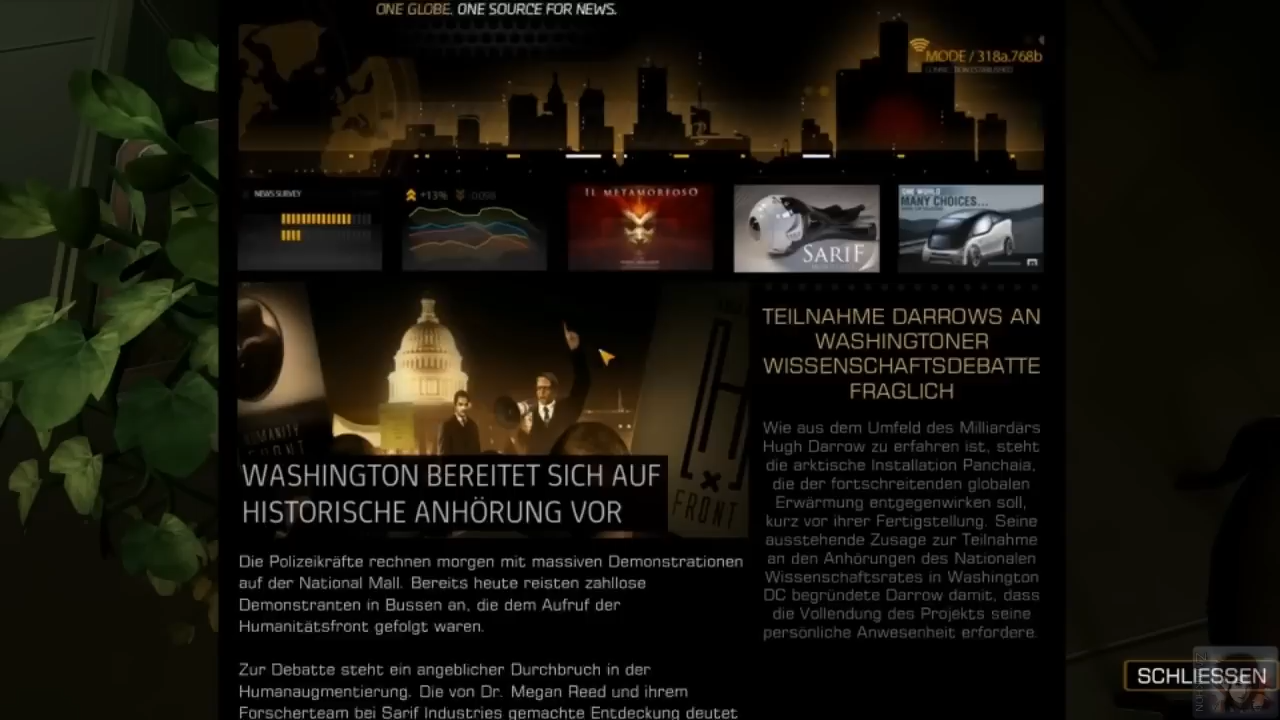 ONE GLOBE. ONE SOURCE FOR NEWS.
MODE / 318a.768b
NEWS SURVEY
+13%
IL METAMORFOSO
SARIF
ONE WORLD
MANY CHOICES...
HUMANITY
FRONT
FRONT
WASHINGTON BEREITET SICH AUF
HISTORISCHE ANHÖRUNG VOR
Die Polizeikräfte rechnen morgen mit massiven Demonstrationen
auf der National Mall. Bereits heute reisten zahllose
Demonstranten in Bussen an, die dem Aufruf der
Humanitätsfront gefolgt waren.
Zur Debatte steht ein angeblicher Durchbruch in der
Humanaugmentierung. Die von Dr. Megan Reed und ihrem
Forscherteam bei Sarif Industries gemachte Entdeckung deutet
TEILNAHME DARROWS AN
WASHINGTONER
WISSENSCHAFTSDEBATTE
FRAGLICH
Wie aus dem Umfeld des Milliardärs
Hugh Darrow zu erfahren ist, steht
die arktische Installation Panchaia,
die der fortschreitenden globalen
Erwärmung entgegenwirken soll,
kurz vor ihrer Fertigstellung. Seine
ausstehende Zusage zur Teilnahme
an den Anhörungen des Nationalen
Wissenschaftsrates in Washington
DC begründete Darrow damit, dass
die Vollendung des Projekts seine
persönliche Anwesenheit erfordere.
SCHLIESSEN